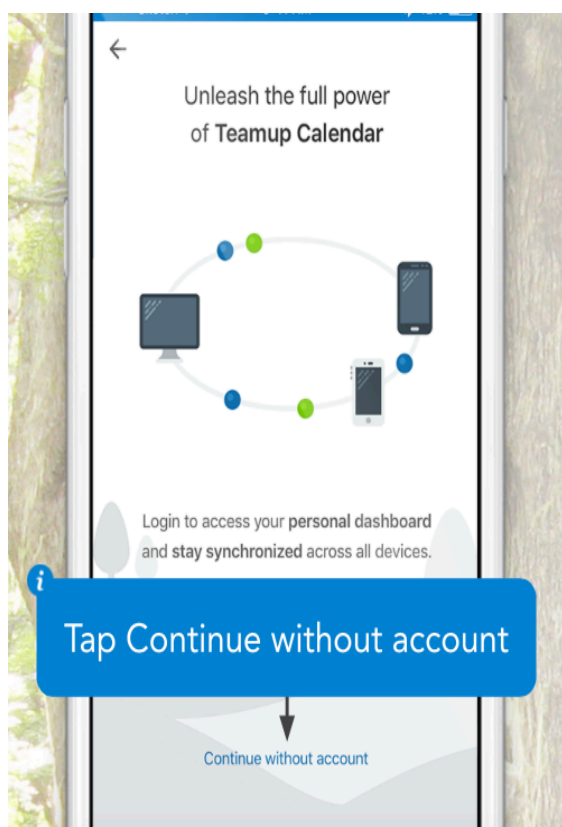 Unleash the full power
of Teamup Calendar
Login to access your personal dashboard
and stay synchronized across all devices.
i
Tap Continue without account
Continue without account